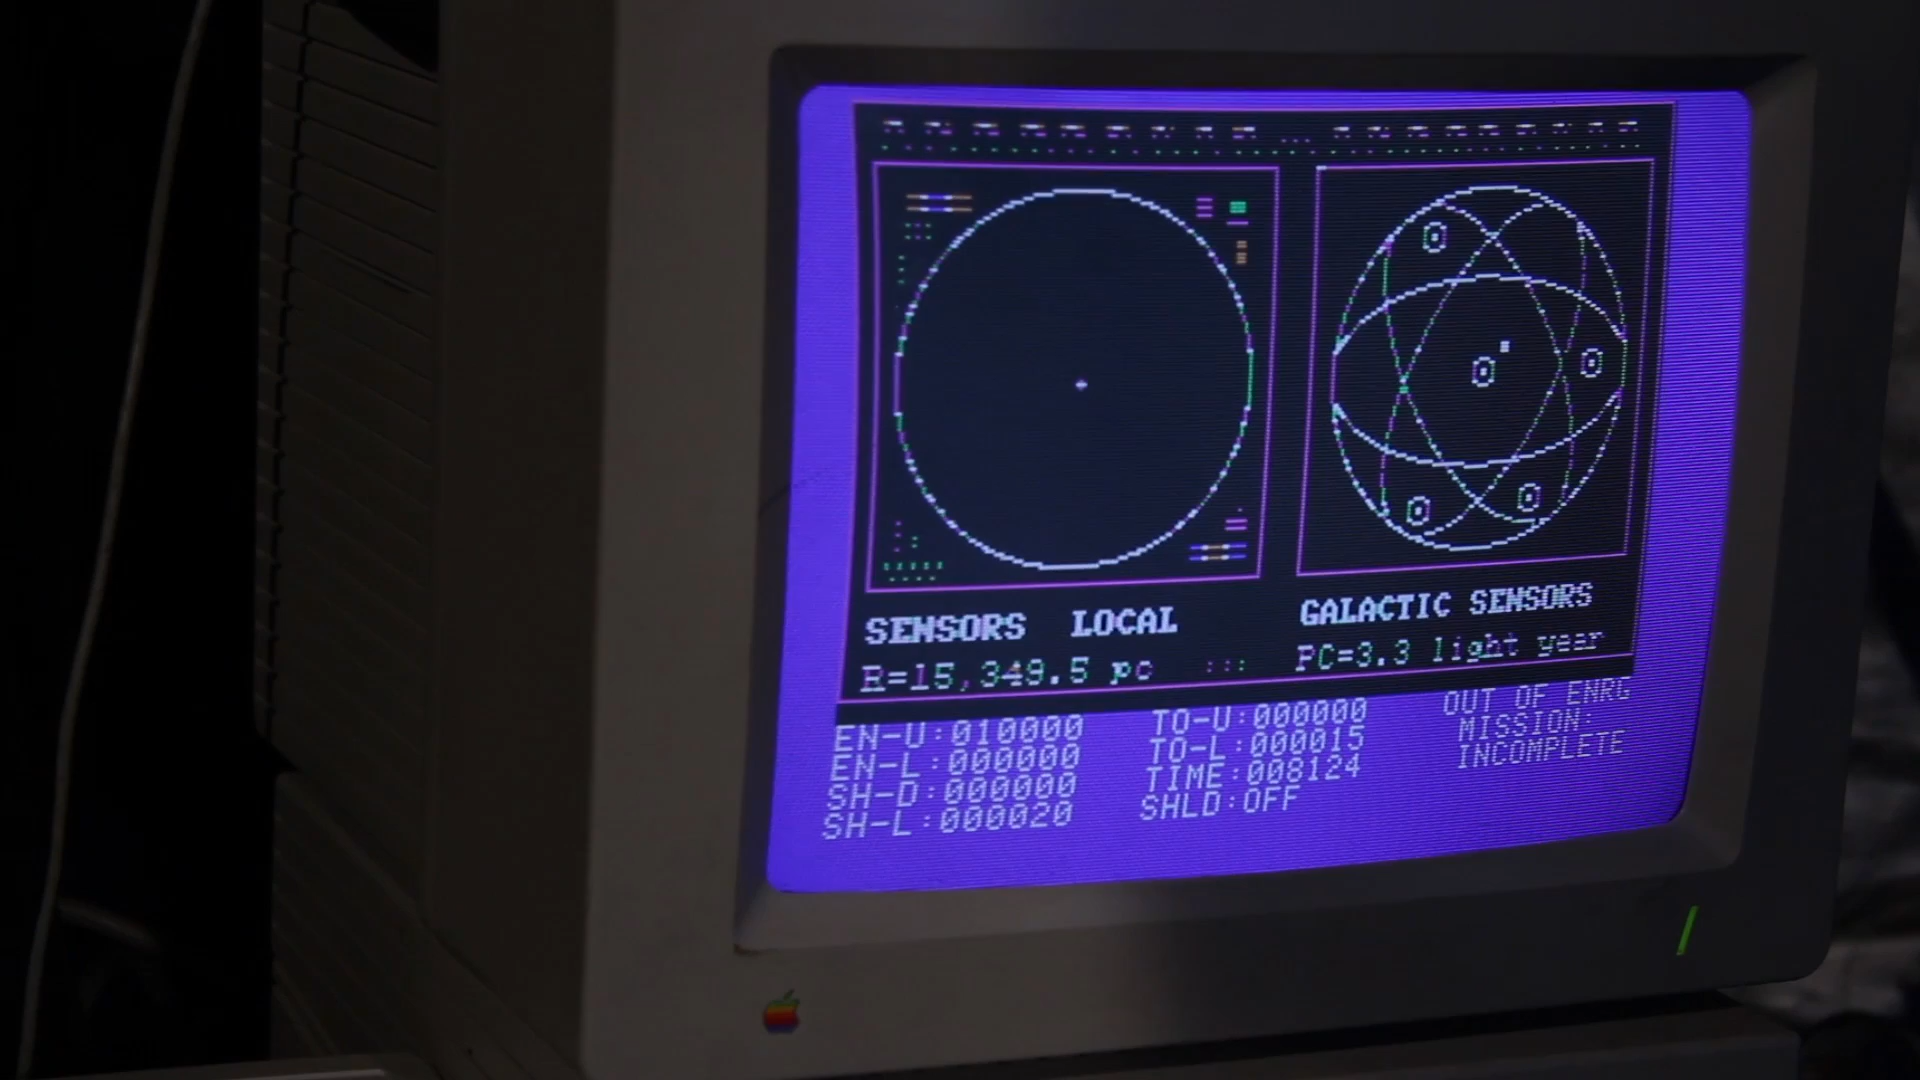 SENSORS LOCAL
R=15,349.5 pc
GALACTIC SENSORS
PC=3.3 light year
EN-U:010000
EN-L:000000
SH-D:000000
SH-L:000020
TO-U:000000
TO-L:000015
TIME:008124
SHLD:OFF
OUT OF ENRG
MISSION:
INCOMPLETE